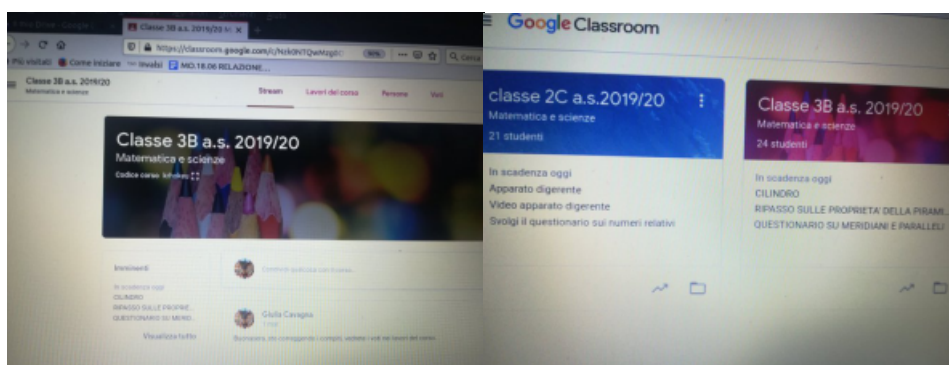 Classe 3B a.s. 2019/20
https://classroom.google.com/c/
90%
Più visitati Come iniziare Invalsi MO.18.06 RELAZIONE...
Classe 3B a.s. 2019/20
Matematica e scienze
Stream Lavori del corso Persone Voti
Classe 3B a.s. 2019/20
Matematica e scienze
Codice corso
Imminenti
In scadenza oggi
CILINDRO
RIPASSO SULLE PROPRIE...
QUESTIONARIO SU MERID...
Visualizza tutto
Giulia Cavagna
Google Classroom
classe 2C a.s.2019/20
Matematica e scienze
21 studenti
In scadenza oggi
Apparato digerente
Video apparato digerente
Svolgi il questionario sui numeri relativi
Classe 3B a.s. 2019/20
Matematica e scienze
24 studenti
In scadenza oggi
CILINDRO
RIPASSO SULLE PROPRIETA' DELLA PIRAMI...
QUESTIONARIO SU MERIDIANI E PARALLELI